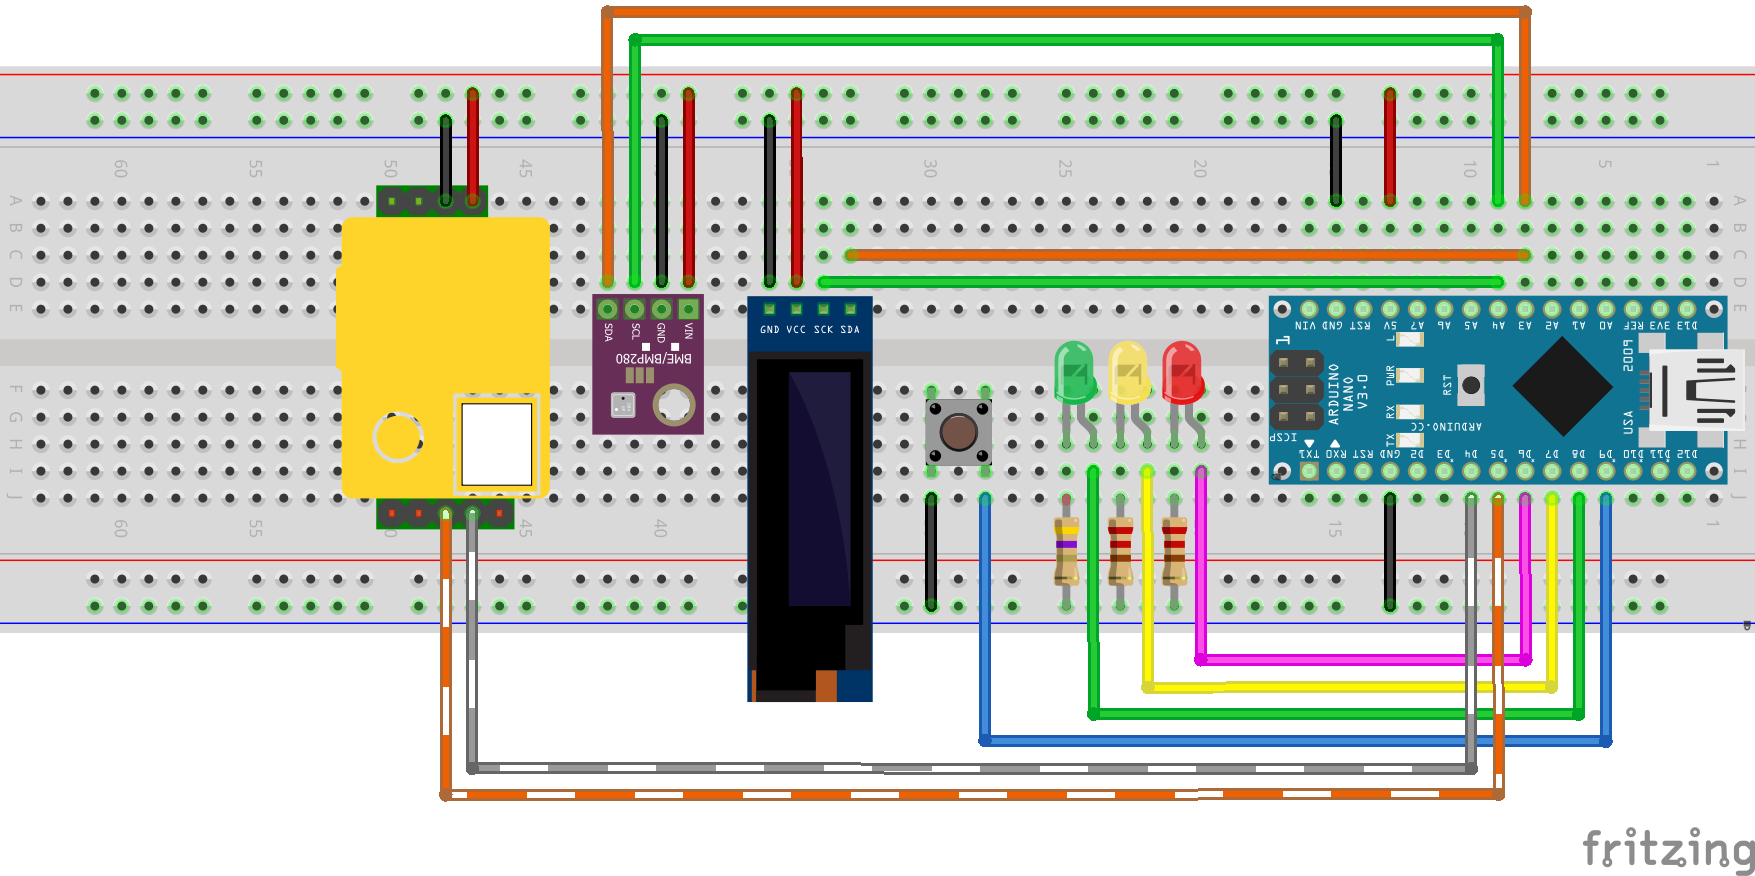 60 55 50 45 30 25 20 10 5 1
A A
B B
C C
D D
E E
SDA SCL GND VIN
BME/BMP280
GND VCC SCK SDA
VIN GND RST 5V A7 A6 A5 A4 A3 A2 A1 A0 REF 3V3 D13
L
PWR
RX
TX
RST
1
ICSP
ARDUINO
NANO
V3.0
ARDUINO.CC
USA
TX1 RX0 RST GND D2 D3 D4 D5 D6 D7 D8 D9 D10 D11 D12
F F
G G
H H
I I
J J
60 55 50 45 40 15 1
fritzing